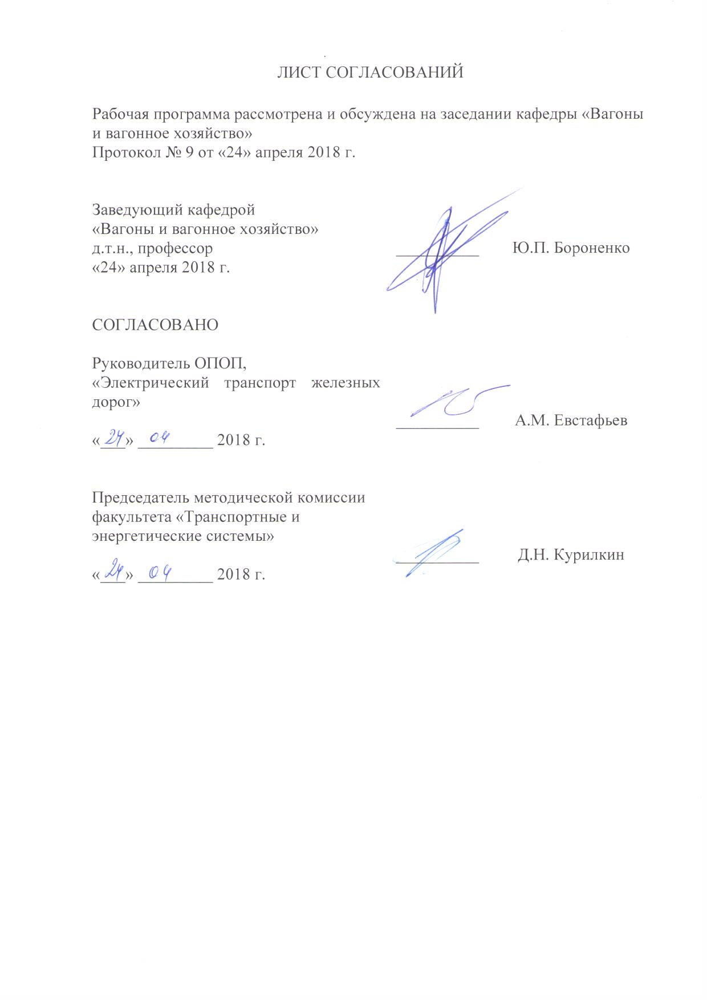 ЛИСТ СОГЛАСОВАНИЙ
Рабочая программа рассмотрена и обсуждена на заседании кафедры «Вагоны
и вагонное хозяйство»
Протокол № 9 от «24» апреля 2018 г.
Заведующий кафедрой
«Вагоны и вагонное хозяйство»
д.т.н., профессор __________ Ю.П. Бороненко
«24» апреля 2018 г.
СОГЛАСОВАНО
Руководитель ОПОП,
«Электрический транспорт железных
дорог»
__________ А.М. Евстафьев
«24» 04 2018 г.
Председатель методической комиссии
факультета «Транспортные и
энергетические системы»
__________ Д.Н. Курилкин
«24» 04 2018 г.